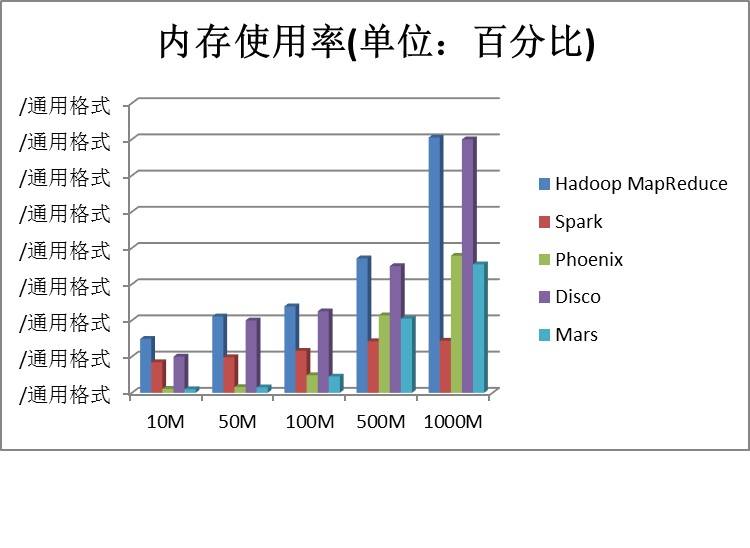 内存使用率(单位：百分比)
/通用格式
/通用格式
/通用格式
/通用格式
/通用格式
/通用格式
/通用格式
/通用格式
/通用格式
10M 50M 100M 500M 1000M
Hadoop MapReduce
Spark
Phoenix
Disco
Mars